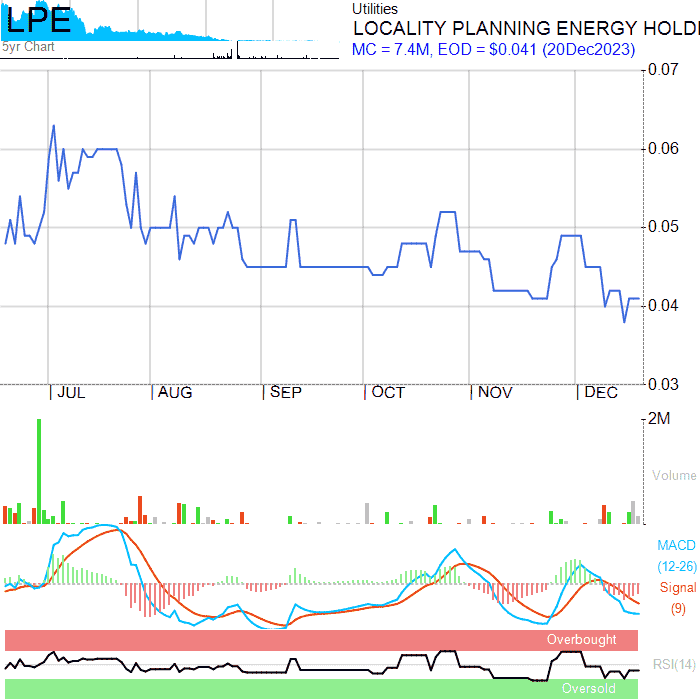 LPE
5yr Chart
Utilities
LOCALITY PLANNING ENERGY HOLDI
MC = 7.4M, EOD = $0.041 (20Dec2023)
0.07
0.06
0.05
0.04
0.03
JUL AUG SEP OCT NOV DEC
2M
Volume
MACD
(12-26)
Signal
(9)
Overbought
RSI(14)
Oversold